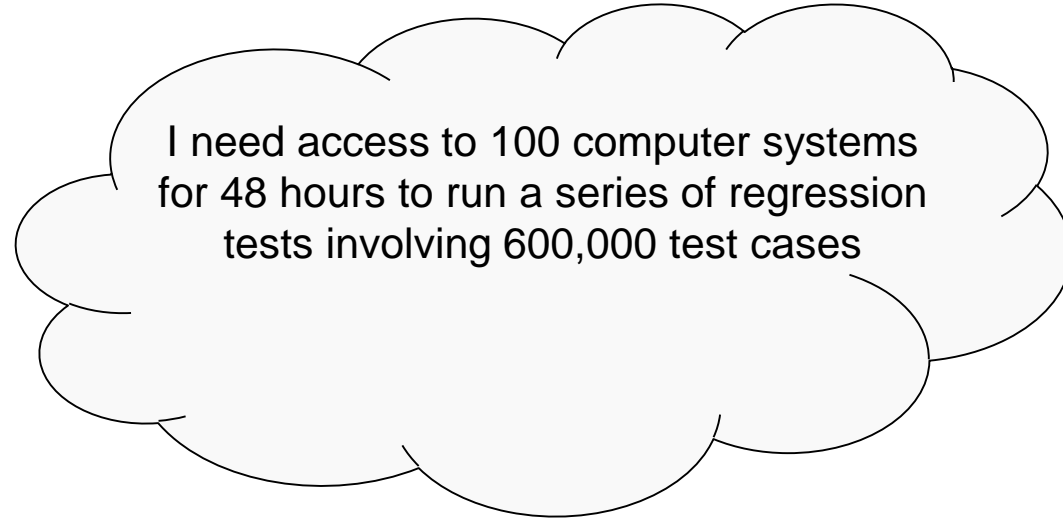 I need access to 100 computer systems
for 48 hours to run a series of regression
tests involving 600,000 test cases